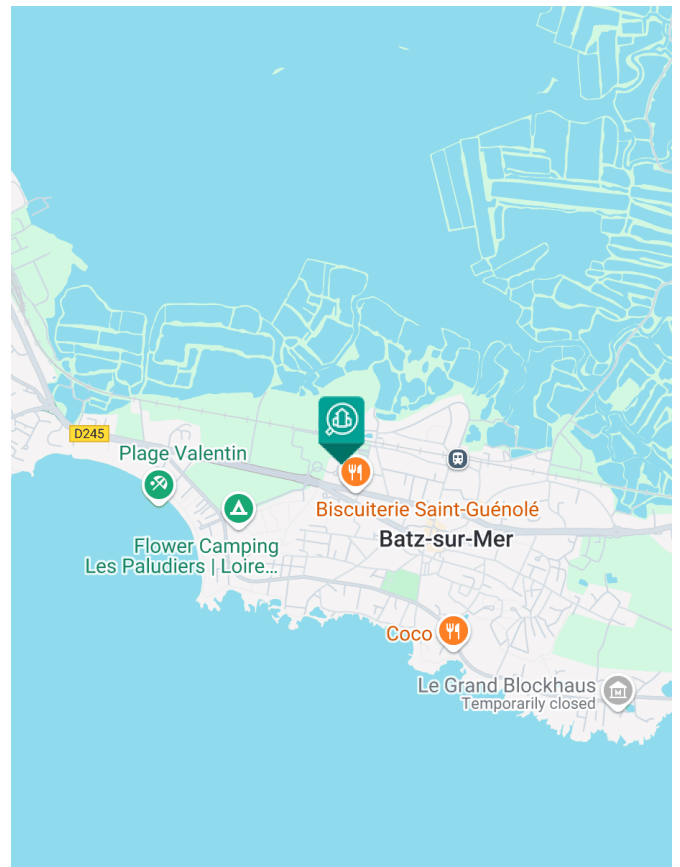 D245
Plage Valentin
Biscuiterie Saint-Guénolé
Batz-sur-Mer
Flower Camping
Les Paludiers | Loire...
Coco
Le Grand Blockhaus
Temporarily closed
M